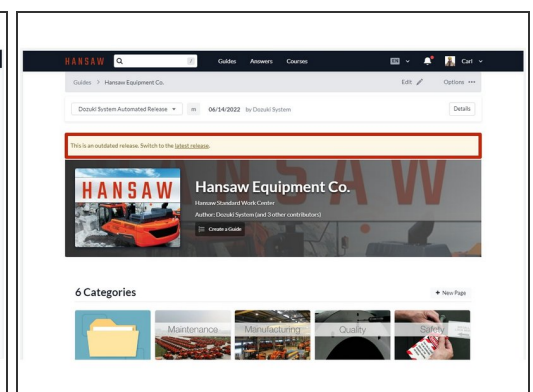 HANSAW Guides Answers Courses EN Carl
Guides > Hansaw Equipment Co. Edit Options •••
Dozuki System Automated Release 06/14/2022 by Dozuki System Details
This is an outdated release. Switch to the latest release.
HANSAW
Hansaw Equipment Co.
Hansaw Standard Work Center
Author: Dozuki System (and 3 other contributors)
Create a Guide
6 Categories + New Page
Maintenance Manufacturing Quality Safety